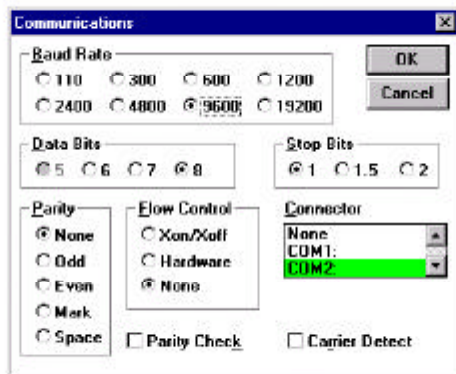 Communications
Baud Rate
110 300 600 1200
2400 4800 9600 19200
OK
Cancel
Data Bits
5 6 7 8
Stop Bits
1 1.5 2
Parity
None
Odd
Even
Mark
Space
Flow Control
Xon/Xoff
Hardware
None
Connector
None
COM1:
COM2:
Parity Check
Carrier Detect